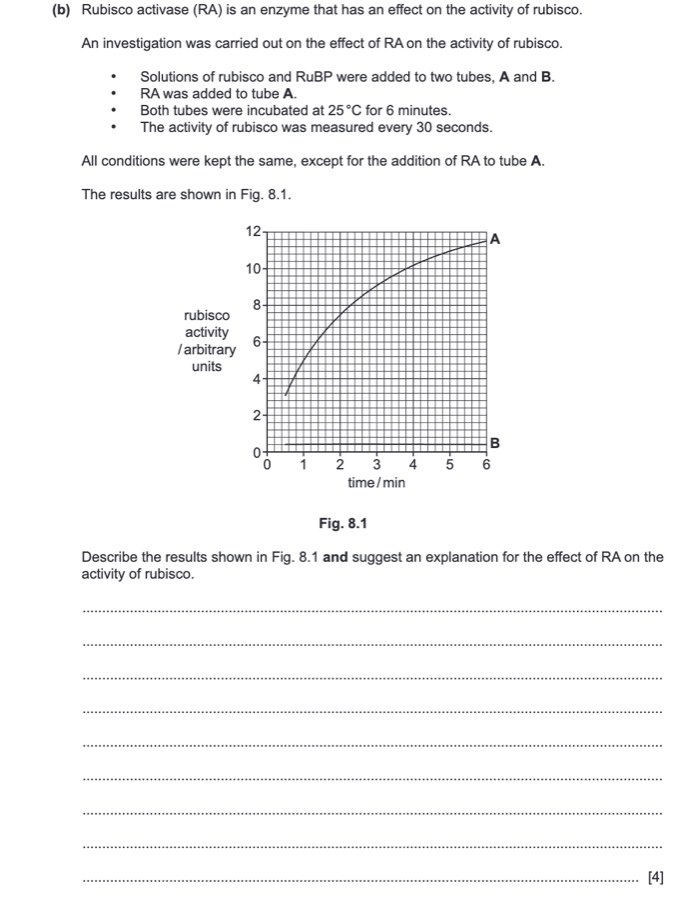 (b) Rubisco activase (RA) is an enzyme that has an effect on the activity of rubisco.
An investigation was carried out on the effect of RA on the activity of rubisco.
• Solutions of rubisco and RuBP were added to two tubes, A and B.
• RA was added to tube A.
• Both tubes were incubated at 25 °C for 6 minutes.
• The activity of rubisco was measured every 30 seconds.
All conditions were kept the same, except for the addition of RA to tube A.
The results are shown in Fig. 8.1.
12
A
10
8
rubisco
activity
/arbitrary
units
6
4
2
B
0
0 1 2 3 4 5 6
time/min
Fig. 8.1
Describe the results shown in Fig. 8.1 and suggest an explanation for the effect of RA on the
activity of rubisco.
[4]